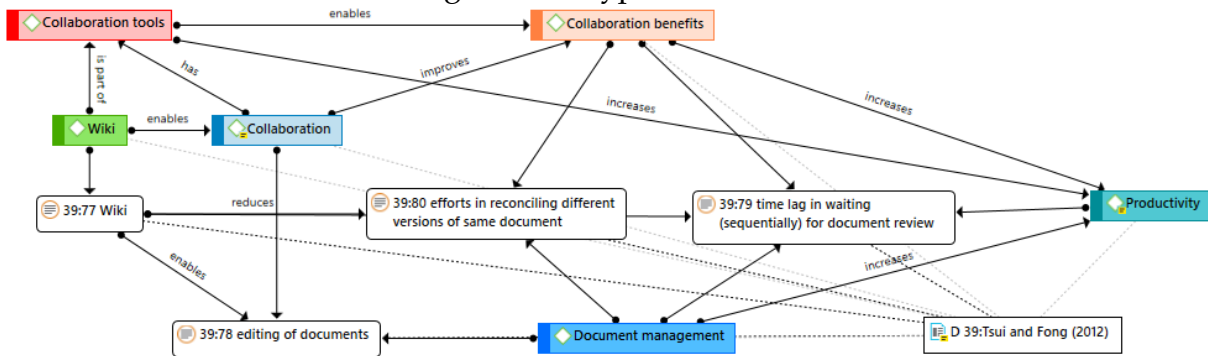 Collaboration tools
enables
Collaboration benefits
is part of
has
improves
increases
increases
Wiki
enables
Collaboration
Productivity
39:77 Wiki
reduces
39:80 efforts in reconciling different
versions of same document
39:79 time lag in waiting
(sequentially) for document review
enables
increases
39:78 editing of documents
Document management
D 39:Tsui and Fong (2012)